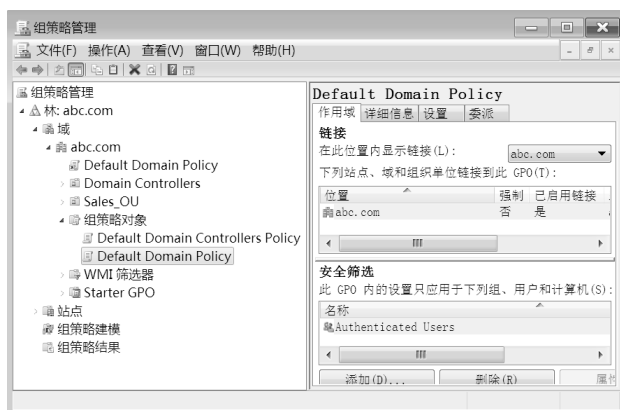 组策略管理
文件(F) 操作(A) 查看(V) 窗口(W) 帮助(H)
组策略管理
林: abc.com
域
abc.com
Default Domain Policy
Domain Controllers
Sales_OU
组策略对象
Default Domain Controllers Policy
Default Domain Policy
WMI 筛选器
Starter GPO
站点
组策略建模
组策略结果
Default Domain Policy
作用域 详细信息 设置 委派
链接
在此位置内显示链接(L): abc.com
下列站点、域和组织单位链接到此 GPO(T):
位置 强制 已启用链接
abc.com 否 是
安全筛选
此 GPO 内的设置只应用于下列组、用户和计算机(S):
名称
Authenticated Users
添加(D)... 删除(R) 属性